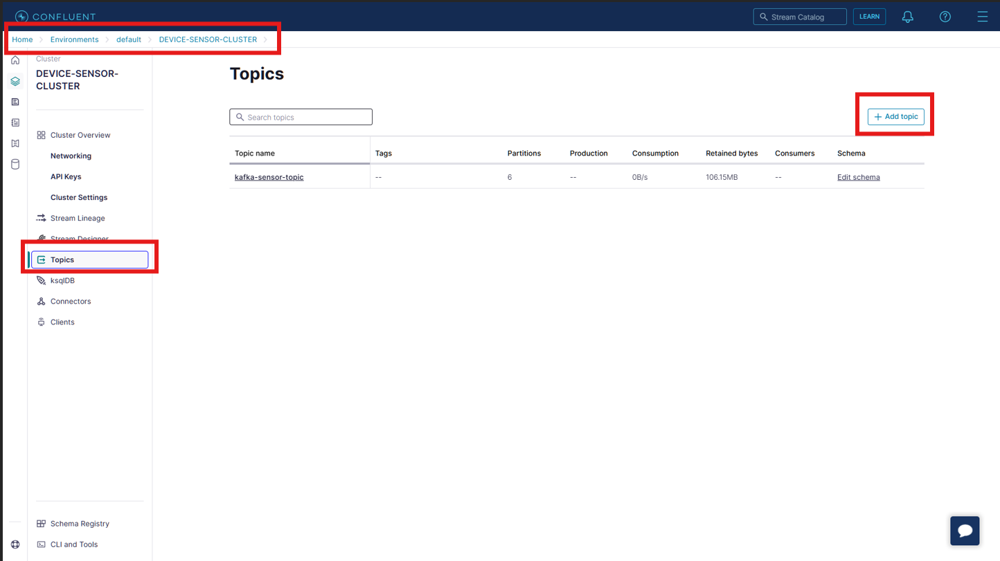 CONFLUENT
Stream Catalog
LEARN
Home
Environments
default
DEVICE-SENSOR-CLUSTER
Cluster
DEVICE-SENSOR-
CLUSTER
Cluster Overview
Networking
API Keys
Cluster Settings
Stream Lineage
Stream Designer
Topics
ksqlDB
Connectors
Clients
Schema Registry
CLI and Tools
Topics
Search topics
+ Add topic
Topic name Tags Partitions Production Consumption Retained bytes Consumers Schema
kafka-sensor-topic -- 6 -- 0B/s 106.15MB -- Edit schema